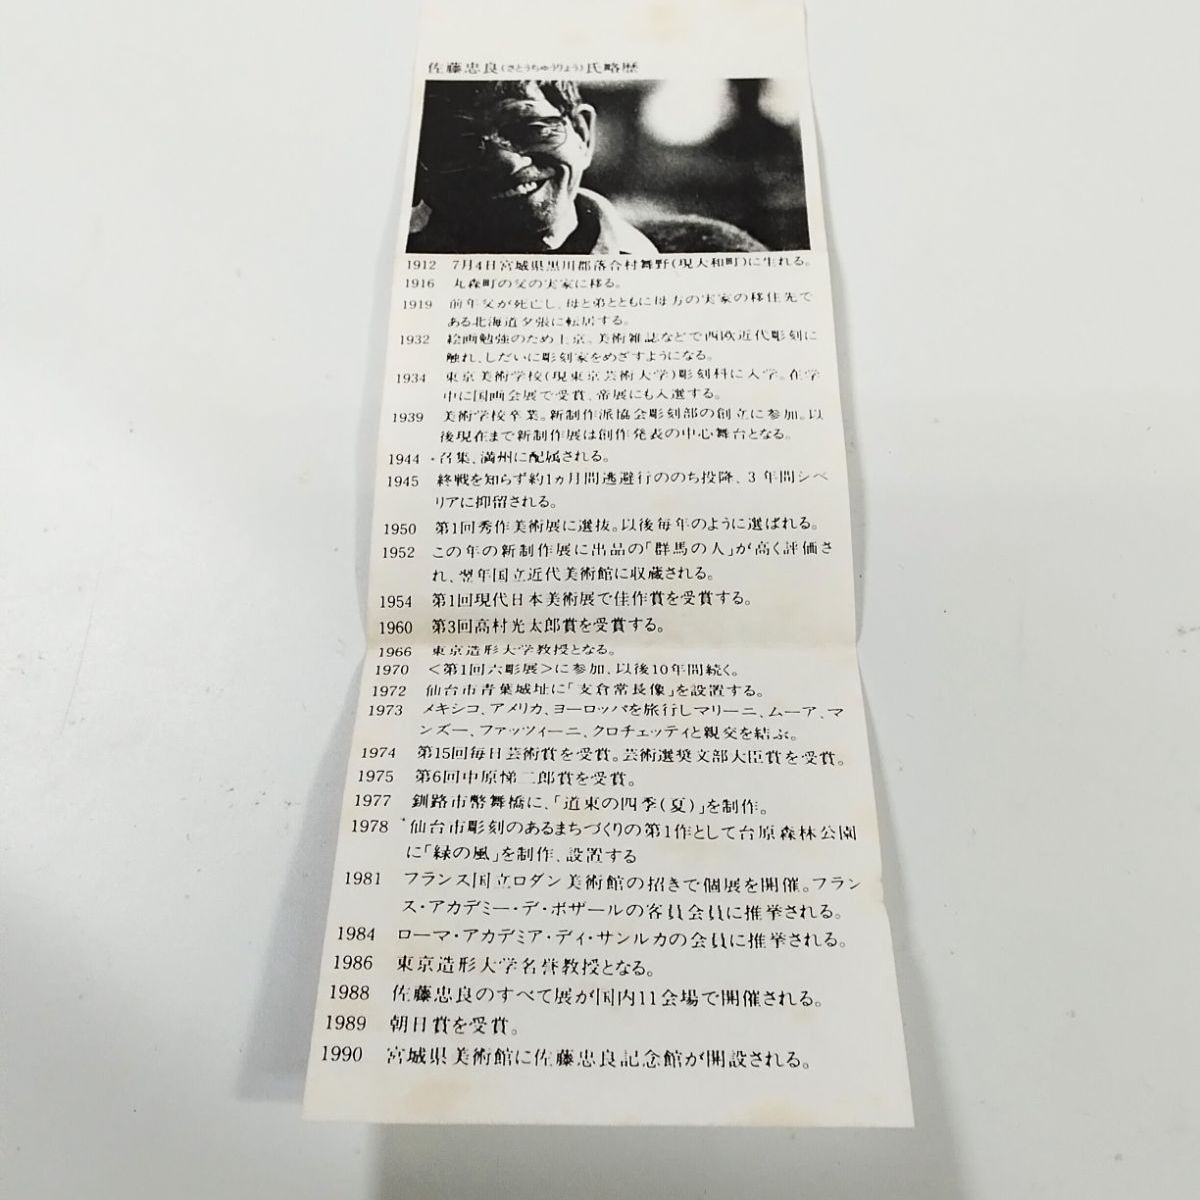 佐藤忠良(さとうちゅうりょう)氏略歴
1912 7月4日宮城県黒川郡落合村舞野(現大和町)に生れる。
1916 丸森町の父の実家に移る。
1919 前年父が死亡し、母と弟とともに母方の実家の移住先で
ある北海道夕張に転居する。
1932 絵画勉強のため上京。美術雑誌などで西欧近代彫刻に
触れ、しだいに彫刻家をめざすようになる。
1934 東京美術学校(現東京芸術大学)彫刻科に入学。在学
中に国画会展で受賞、帝展にも入選する。
1939 美術学校卒業。新制作派協会彫刻部の創立に参加。以
後現在まで新制作展は創作発表の中心舞台となる。
1944 召集、満州に配属される。
1945 終戦を知らず約1ヵ月間逃避行ののち投降、3年間シベ
リアに抑留される。
1950 第1回秀作美術展に選抜。以後毎年のように選ばれる。
1952 この年の新制作展に出品の「群馬の人」が高く評価さ
れ、翌年国立近代美術館に収蔵される。
1954 第1回現代日本美術展で佳作賞を受賞する。
1960 第3回高村光太郎賞を受賞する。
1966 東京造形大学教授となる。
1970 <第1回六彫展>に参加、以後10年間続く。
1972 仙台市青葉城址に「支倉常長像」を設置する。
1973 メキシコ、アメリカ、ヨーロッパを旅行しマリーニ、ムーア、マ
ンズー、ファッツィーニ、クロチェッティと親交を結ぶ。
1974 第15回毎日芸術賞を受賞。芸術選奨文部大臣賞を受賞。
1975 第6回中原悌二郎賞を受賞。
1977 釧路市幣舞橋に、「道東の四季(夏)」を制作。
1978 仙台市彫刻のあるまちづくりの第1作として台原森林公園
に「緑の風」を制作、設置する
1981 フランス国立ロダン美術館の招きで個展を開催。フラン
ス・アカデミー・デ・ボザールの客員会員に推挙される。
1984 ローマ・アカデミア・ディ・サンルカの会員に推挙される。
1986 東京造形大学名誉教授となる。
1988 佐藤忠良のすべて展が国内11会場で開催される。
1989 朝日賞を受賞。
1990 宮城県美術館に佐藤忠良記念館が開設される。